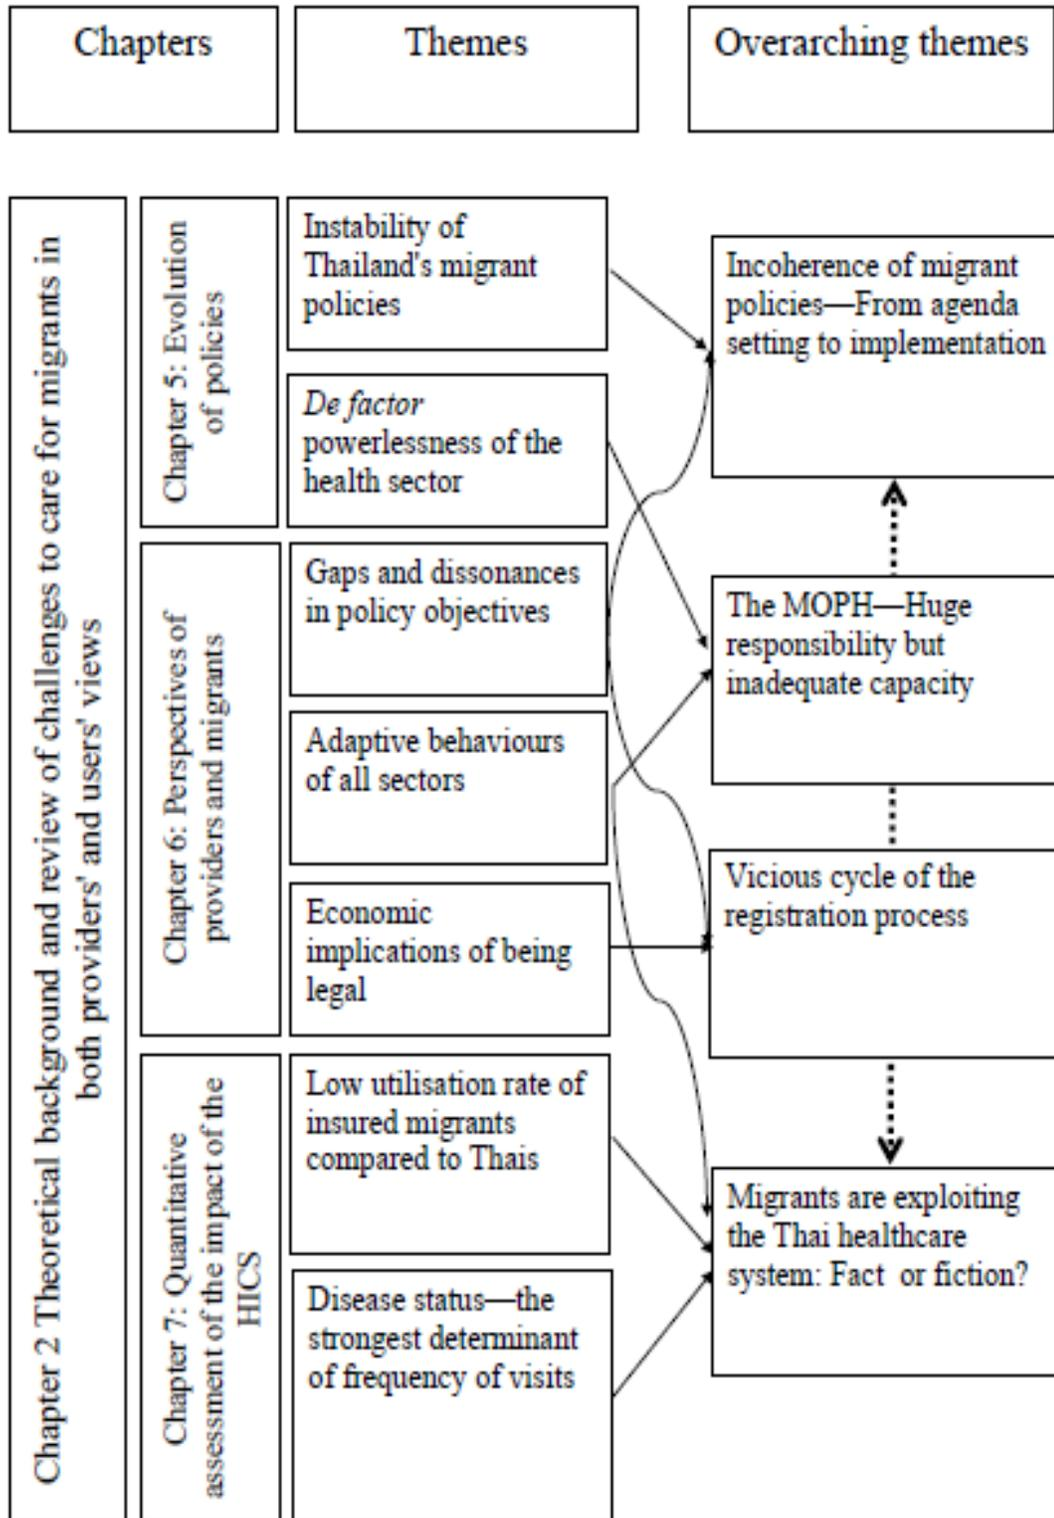 Chapters
Themes
Overarching themes
Chapter 2 Theoretical background and review of challenges to care for migrants in
both providers' and users' views
Chapter 5: Evolution
of policies
Instability of
Thailand's migrant
policies
De factor
powerlessness of the
health sector
Chapter 6: Perspectives of
providers and migrants
Gaps and dissonances
in policy objectives
Adaptive behaviours
of all sectors
Economic
implications of being
legal
Chapter 7: Quantitative
assessment of the impact of the
HICS
Low utilisation rate of
insured migrants
compared to Thais
Disease status—the
strongest determinant
of frequency of visits
Incoherence of migrant
policies—From agenda
setting to implementation
The MOPH—Huge
responsibility but
inadequate capacity
Vicious cycle of the
registration process
Migrants are exploiting
the Thai healthcare
system: Fact or fiction?